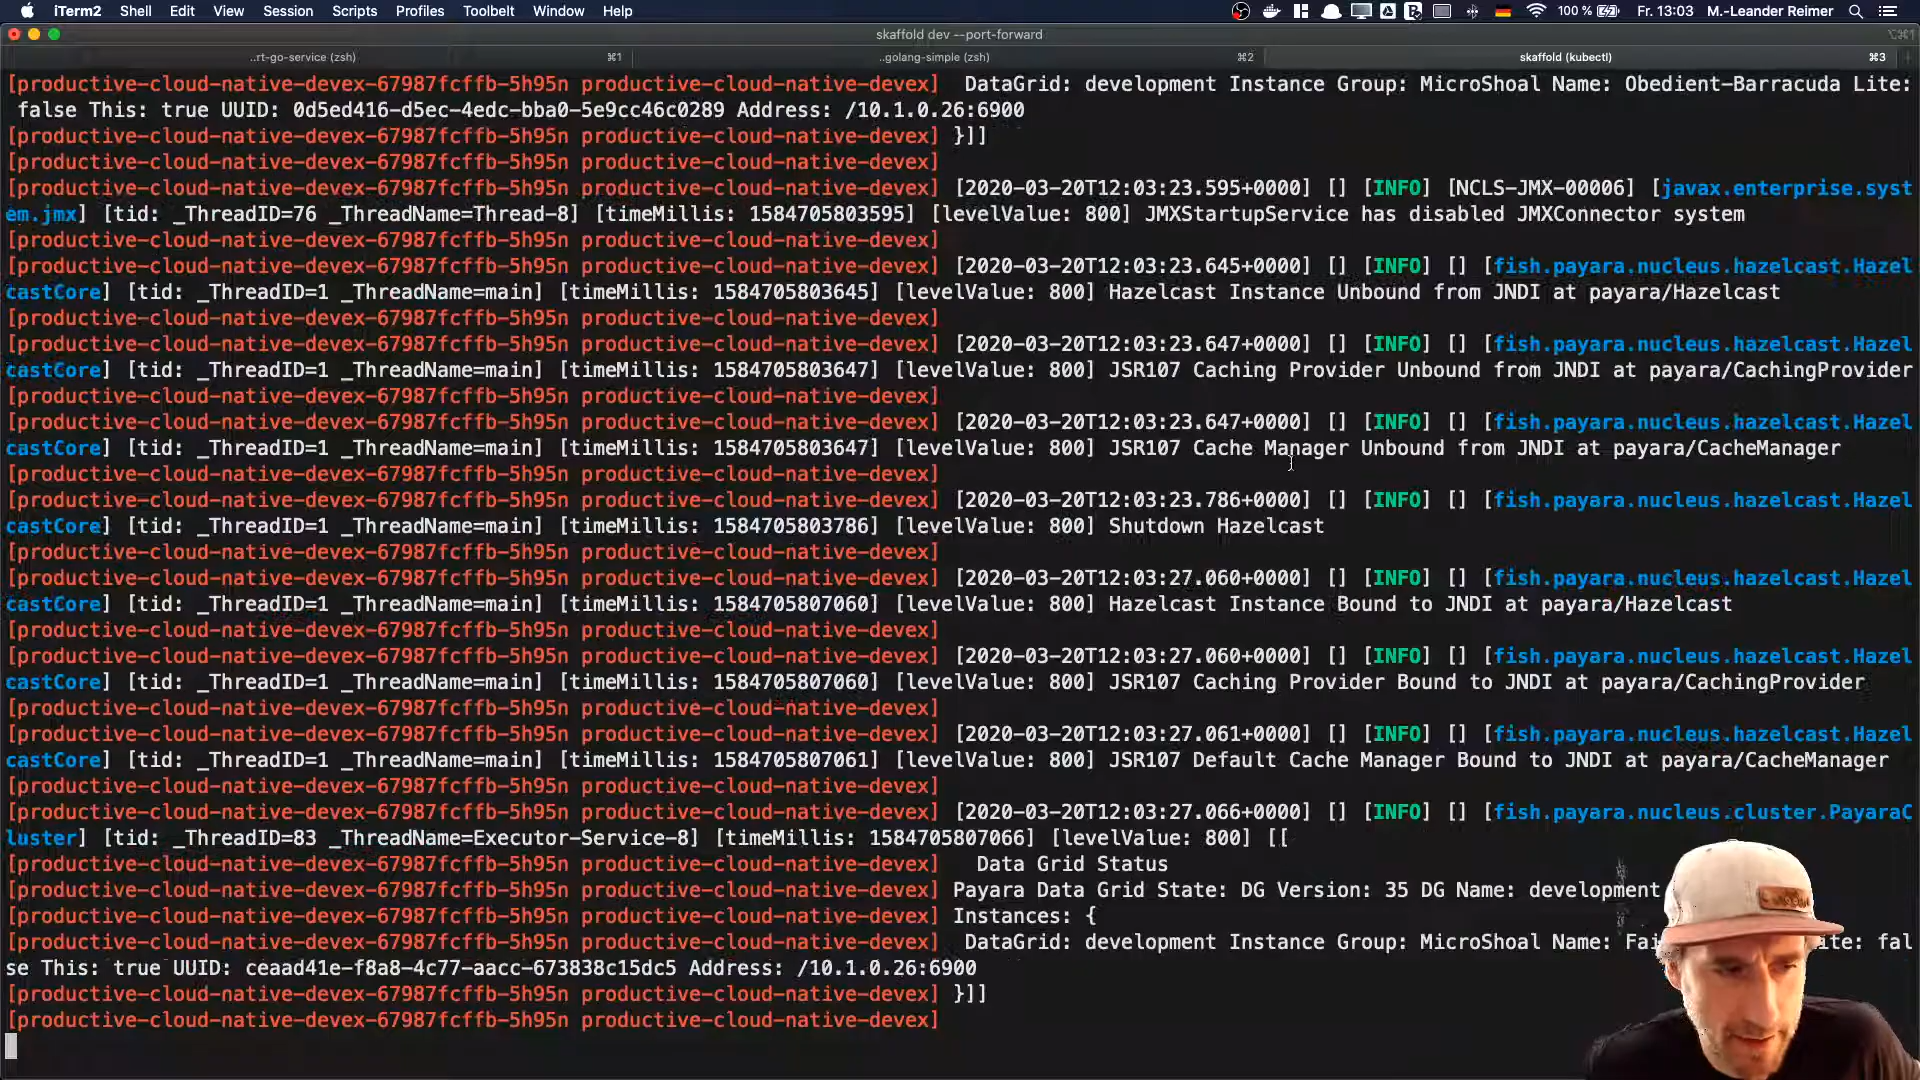 iTerm2 Shell Edit View Session Scripts Profiles Toolbelt Window Help 100 % Fr. 13:03 M.-Leander Reimer
skaffold dev --port-forward ⌥⌘1
..rt-go-service (zsh) ⌘1 ..golang-simple (zsh) ⌘2 skaffold (kubectl) ⌘3
[productive-cloud-native-devex-67987fcffb-5h95n productive-cloud-native-devex]  DataGrid: development Instance Group: MicroShoal Name: Obedient-Barracuda Lite:
 false This: true UUID: 0d5ed416-d5ec-4edc-bba0-5e9cc46c0289 Address: /10.1.0.26:6900
[productive-cloud-native-devex-67987fcffb-5h95n productive-cloud-native-devex] }]]
[productive-cloud-native-devex-67987fcffb-5h95n productive-cloud-native-devex]
[productive-cloud-native-devex-67987fcffb-5h95n productive-cloud-native-devex] [2020-03-20T12:03:23.595+0000] [] [INFO] [NCLS-JMX-00006] [javax.enterprise.syst
em.jmx] [tid: _ThreadID=76 _ThreadName=Thread-8] [timeMillis: 1584705803595] [levelValue: 800] JMXStartupService has disabled JMXConnector system
[productive-cloud-native-devex-67987fcffb-5h95n productive-cloud-native-devex]
[productive-cloud-native-devex-67987fcffb-5h95n productive-cloud-native-devex] [2020-03-20T12:03:23.645+0000] [] [INFO] [] [fish.payara.nucleus.hazelcast.Hazel
castCore] [tid: _ThreadID=1 _ThreadName=main] [timeMillis: 1584705803645] [levelValue: 800] Hazelcast Instance Unbound from JNDI at payara/Hazelcast
[productive-cloud-native-devex-67987fcffb-5h95n productive-cloud-native-devex]
[productive-cloud-native-devex-67987fcffb-5h95n productive-cloud-native-devex] [2020-03-20T12:03:23.647+0000] [] [INFO] [] [fish.payara.nucleus.hazelcast.Hazel
castCore] [tid: _ThreadID=1 _ThreadName=main] [timeMillis: 1584705803647] [levelValue: 800] JSR107 Caching Provider Unbound from JNDI at payara/CachingProvider
[productive-cloud-native-devex-67987fcffb-5h95n productive-cloud-native-devex]
[productive-cloud-native-devex-67987fcffb-5h95n productive-cloud-native-devex] [2020-03-20T12:03:23.647+0000] [] [INFO] [] [fish.payara.nucleus.hazelcast.Hazel
castCore] [tid: _ThreadID=1 _ThreadName=main] [timeMillis: 1584705803647] [levelValue: 800] JSR107 Cache Manager Unbound from JNDI at payara/CacheManager
[productive-cloud-native-devex-67987fcffb-5h95n productive-cloud-native-devex]
[productive-cloud-native-devex-67987fcffb-5h95n productive-cloud-native-devex] [2020-03-20T12:03:23.786+0000] [] [INFO] [] [fish.payara.nucleus.hazelcast.Hazel
castCore] [tid: _ThreadID=1 _ThreadName=main] [timeMillis: 1584705803786] [levelValue: 800] Shutdown Hazelcast
[productive-cloud-native-devex-67987fcffb-5h95n productive-cloud-native-devex]
[productive-cloud-native-devex-67987fcffb-5h95n productive-cloud-native-devex] [2020-03-20T12:03:27.060+0000] [] [INFO] [] [fish.payara.nucleus.hazelcast.Hazel
castCore] [tid: _ThreadID=1 _ThreadName=main] [timeMillis: 1584705807060] [levelValue: 800] Hazelcast Instance Bound to JNDI at payara/Hazelcast
[productive-cloud-native-devex-67987fcffb-5h95n productive-cloud-native-devex]
[productive-cloud-native-devex-67987fcffb-5h95n productive-cloud-native-devex] [2020-03-20T12:03:27.060+0000] [] [INFO] [] [fish.payara.nucleus.hazelcast.Hazel
castCore] [tid: _ThreadID=1 _ThreadName=main] [timeMillis: 1584705807060] [levelValue: 800] JSR107 Caching Provider Bound to JNDI at payara/CachingProvider
[productive-cloud-native-devex-67987fcffb-5h95n productive-cloud-native-devex]
[productive-cloud-native-devex-67987fcffb-5h95n productive-cloud-native-devex] [2020-03-20T12:03:27.061+0000] [] [INFO] [] [fish.payara.nucleus.hazelcast.Hazel
castCore] [tid: _ThreadID=1 _ThreadName=main] [timeMillis: 1584705807061] [levelValue: 800] JSR107 Default Cache Manager Bound to JNDI at payara/CacheManager
[productive-cloud-native-devex-67987fcffb-5h95n productive-cloud-native-devex]
[productive-cloud-native-devex-67987fcffb-5h95n productive-cloud-native-devex] [2020-03-20T12:03:27.066+0000] [] [INFO] [] [fish.payara.nucleus.cluster.PayaraC
luster] [tid: _ThreadID=83 _ThreadName=Executor-Service-8] [timeMillis: 1584705807066] [levelValue: 800] [[
[productive-cloud-native-devex-67987fcffb-5h95n productive-cloud-native-devex]   Data Grid Status
[productive-cloud-native-devex-67987fcffb-5h95n productive-cloud-native-devex] Payara Data Grid State: DG Version: 35 DG Name: development
[productive-cloud-native-devex-67987fcffb-5h95n productive-cloud-native-devex] Instances: {
[productive-cloud-native-devex-67987fcffb-5h95n productive-cloud-native-devex]  DataGrid: development Instance Group: MicroShoal Name: Fai ite: fal
se This: true UUID: ceaad41e-f8a8-4c77-aacc-673838c15dc5 Address: /10.1.0.26:6900
[productive-cloud-native-devex-67987fcffb-5h95n productive-cloud-native-devex] }]]
[productive-cloud-native-devex-67987fcffb-5h95n productive-cloud-native-devex]